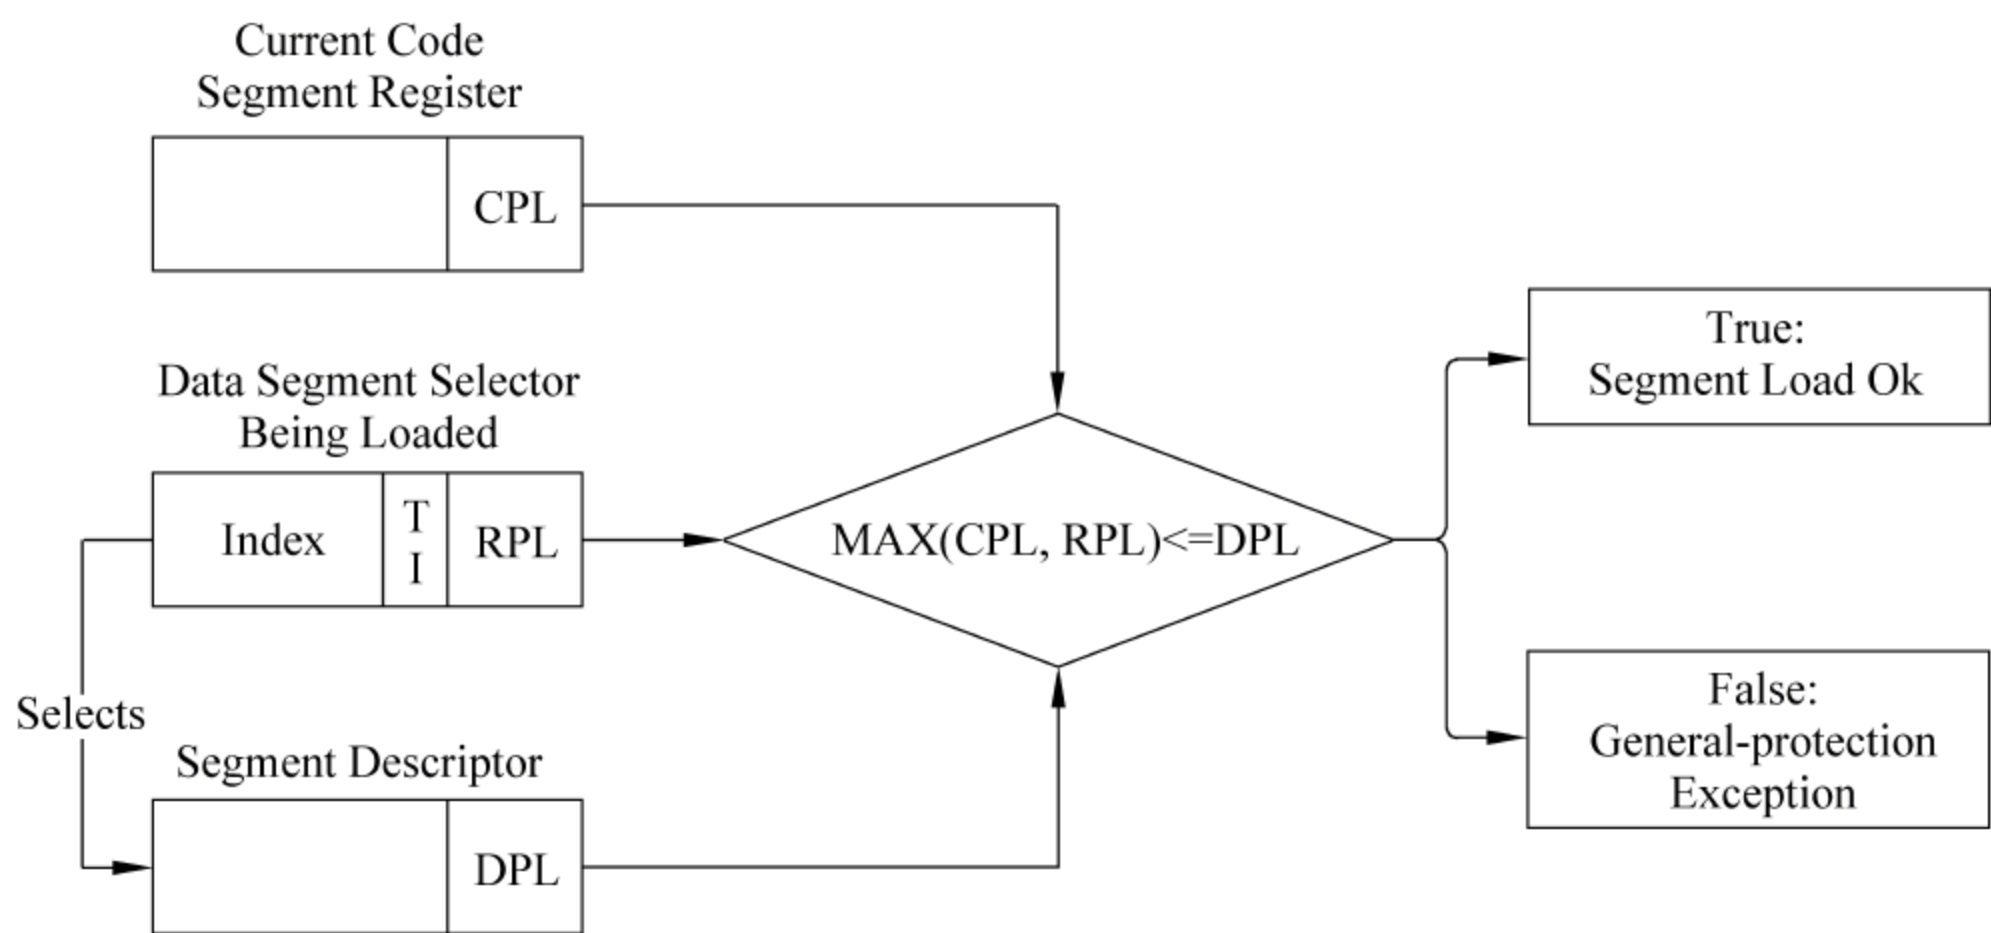 Current Code
Segment Register
CPL
Data Segment Selector
Being Loaded
Index
T
I
RPL
Selects
Segment Descriptor
DPL
MAX(CPL, RPL)<=DPL
True:
Segment Load Ok
False:
General-protection
Exception